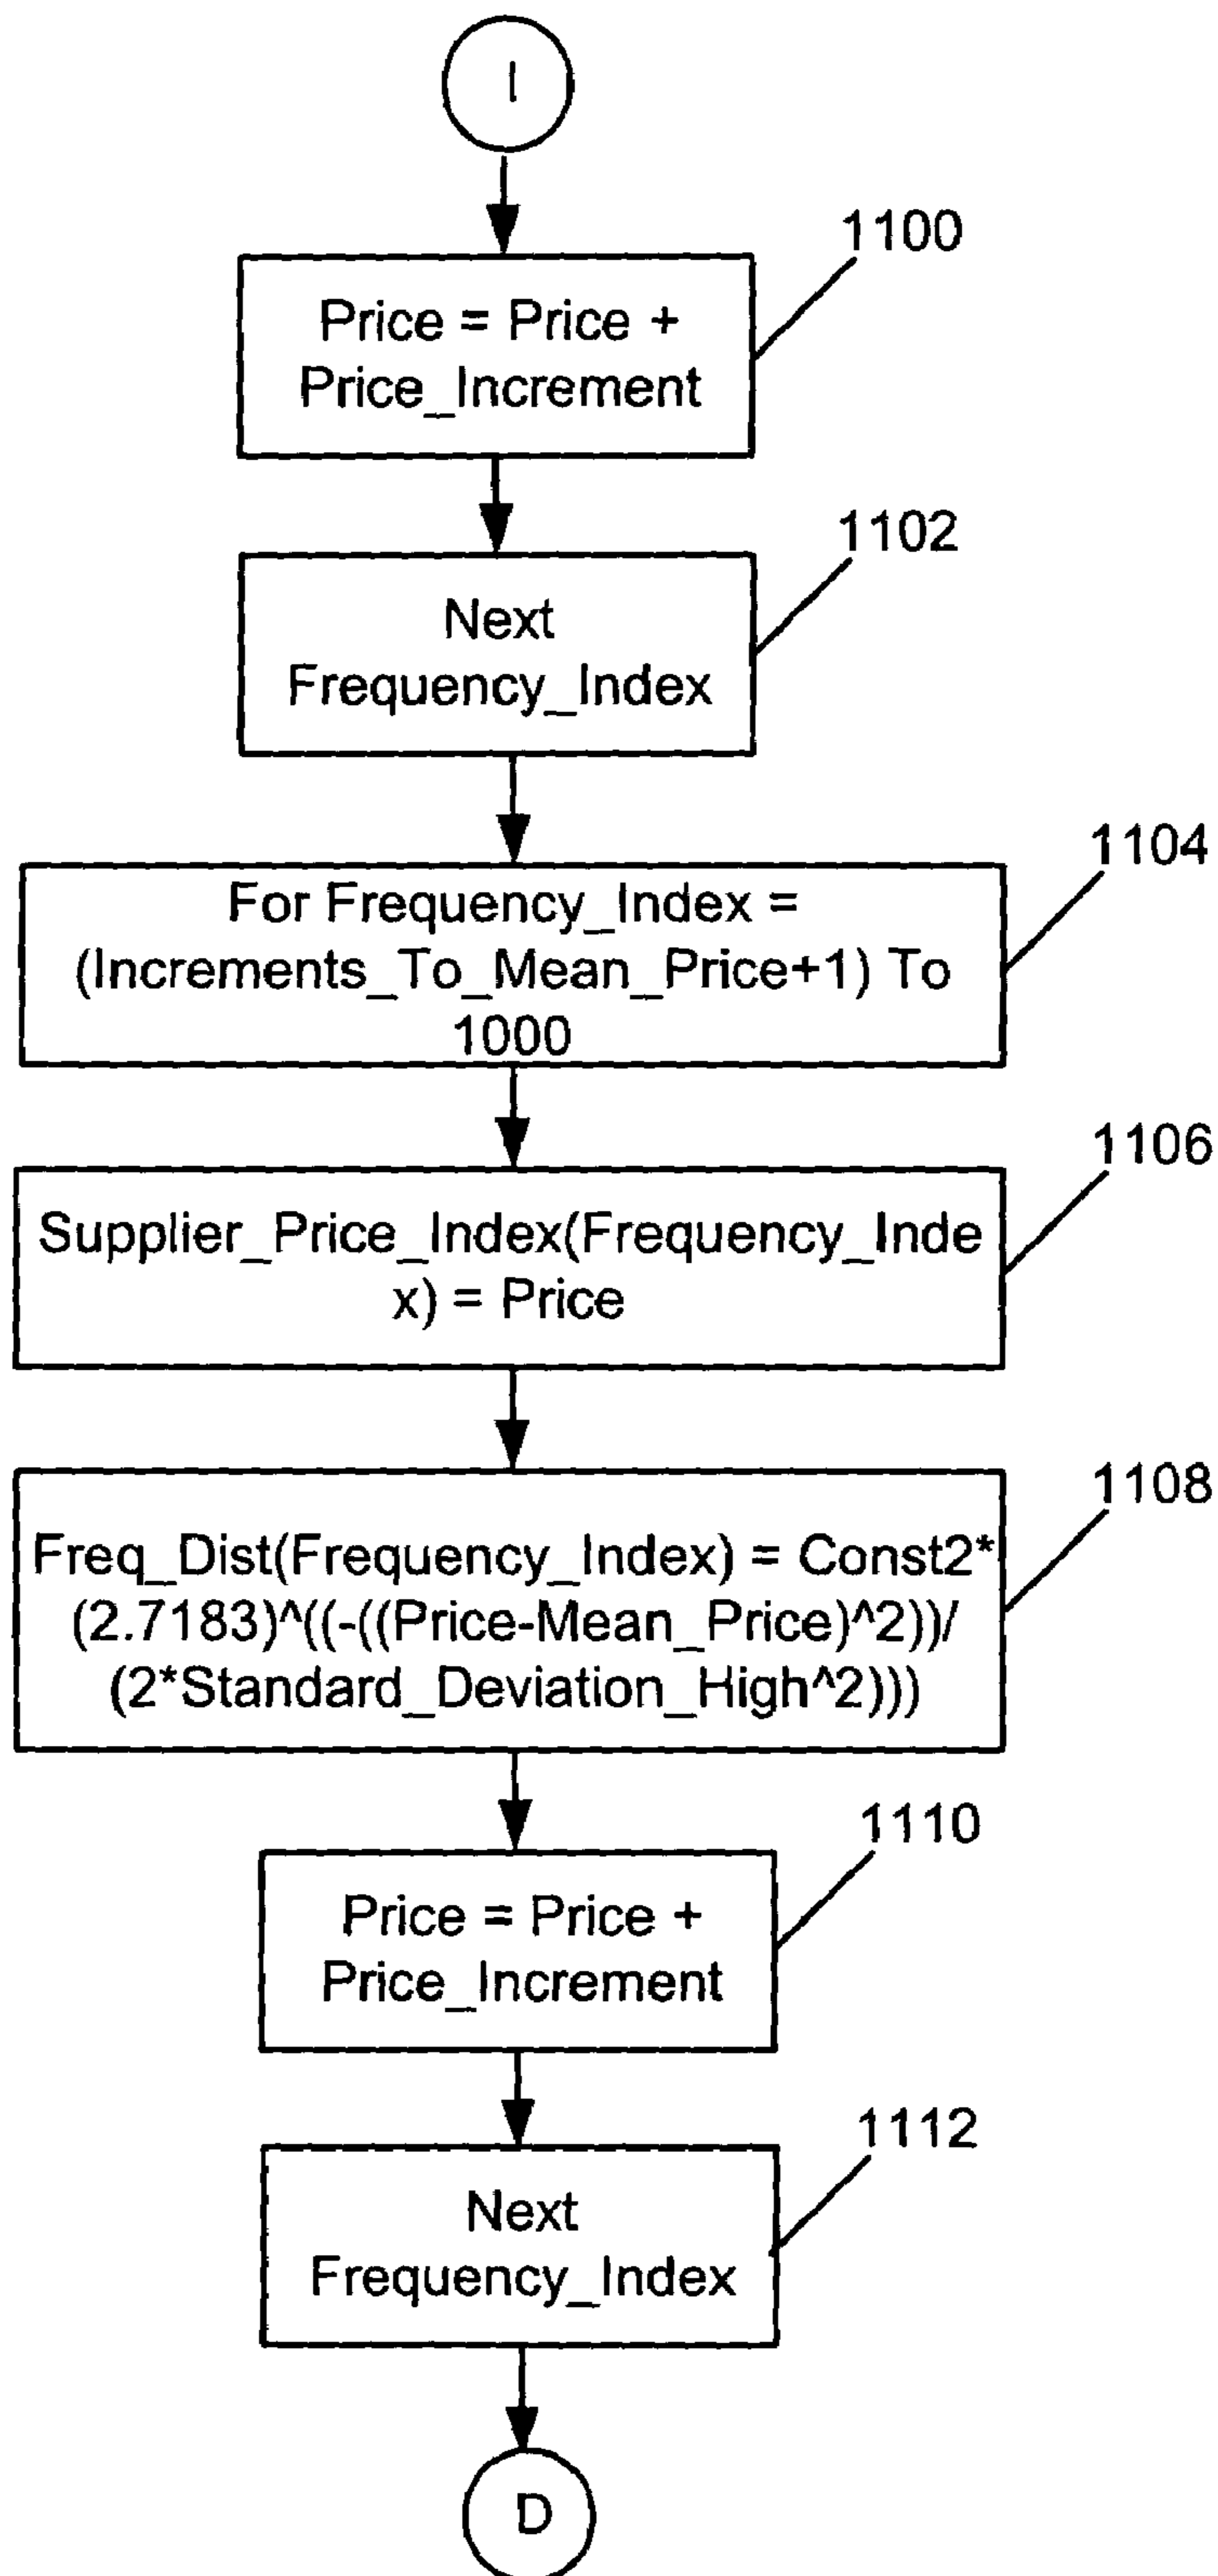 I
1100
Price = Price +
Price_Increment
1102
Next
Frequency_Index
1104
For Frequency_Index =
(Increments_To_Mean_Price+1) To
1000
1106
Supplier_Price_Index(Frequency_Inde
x) = Price
1108
Freq_Dist(Frequency_Index) = Const2*
(2.7183)^((-((Price-Mean_Price)^2))/
(2*Standard_Deviation_High^2)))
1110
Price = Price +
Price_Increment
1112
Next
Frequency_Index
D